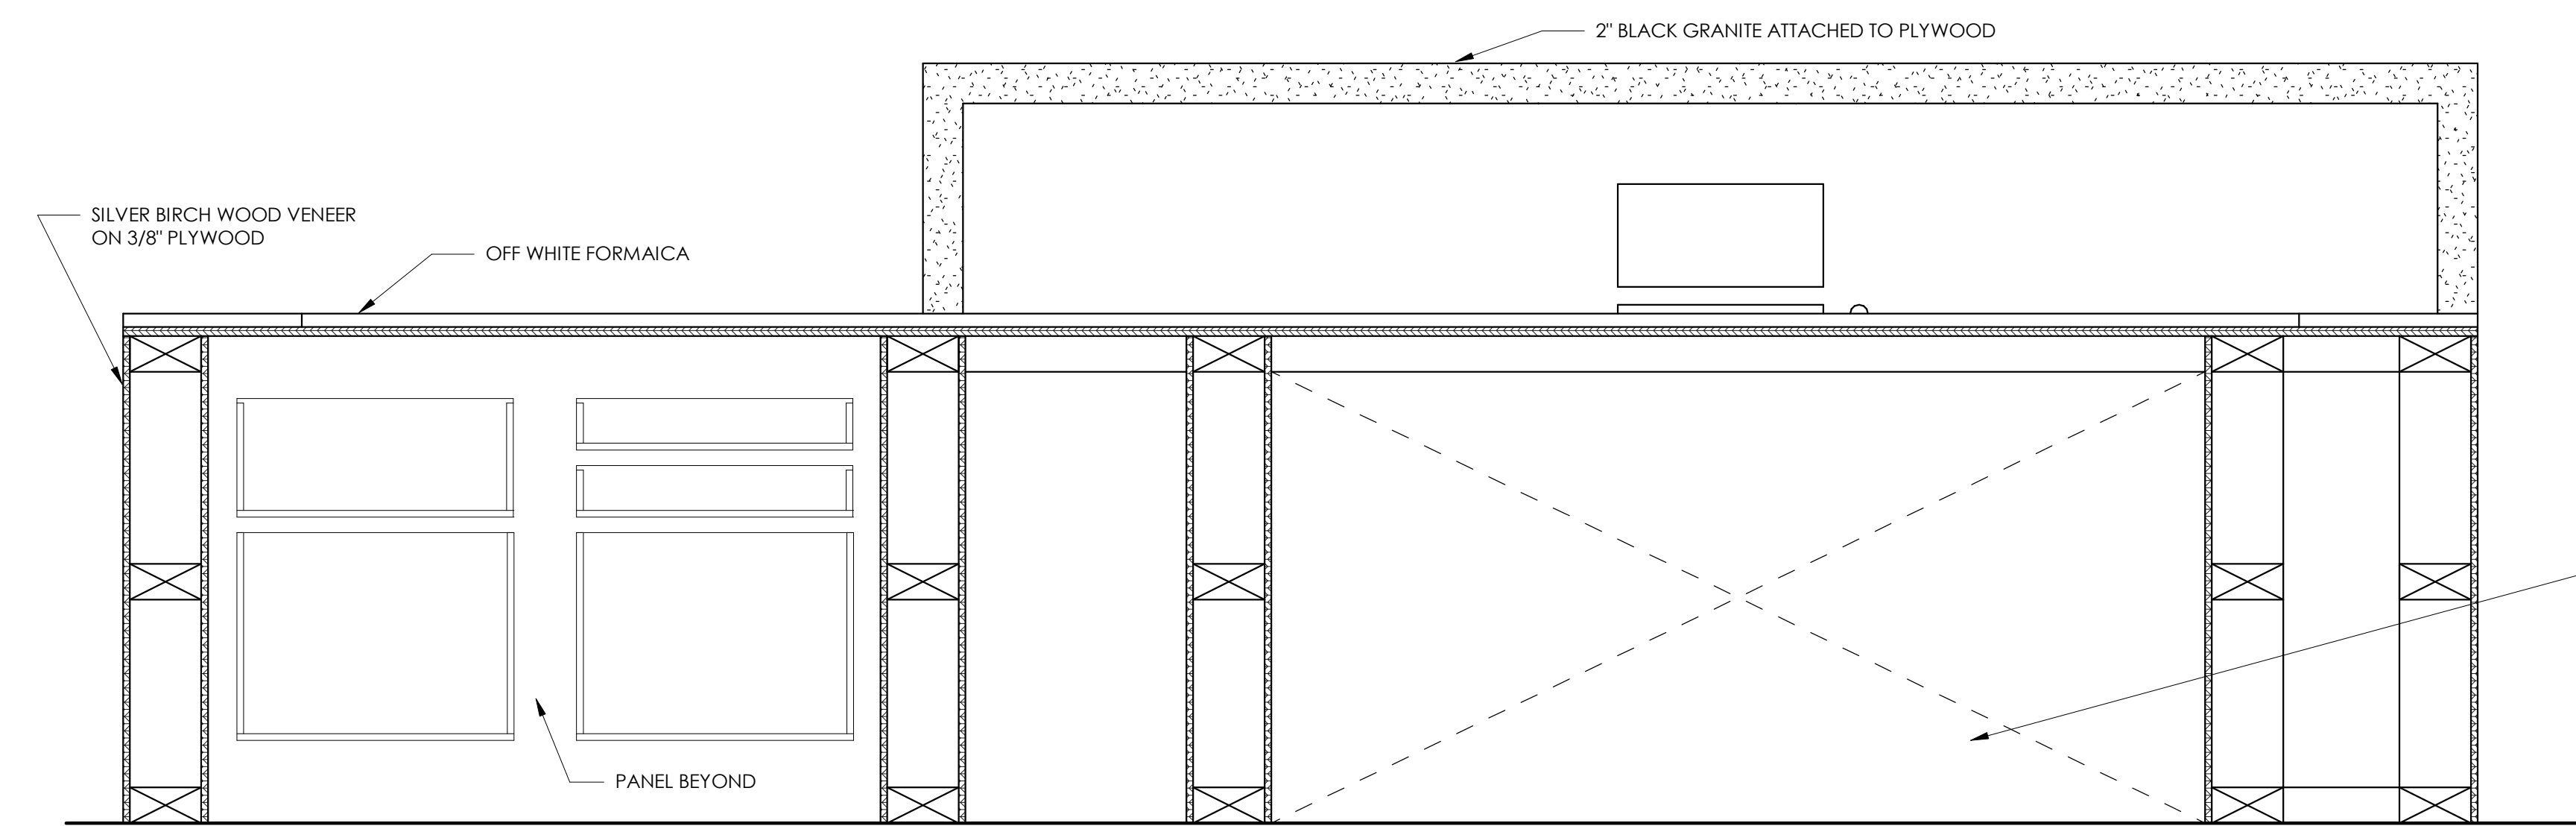 2" BLACK GRANITE ATTACHED TO PLYWOOD
SILVER BIRCH WOOD VENEER
ON 3/8" PLYWOOD
OFF WHITE FORMAICA
PANEL BEYOND